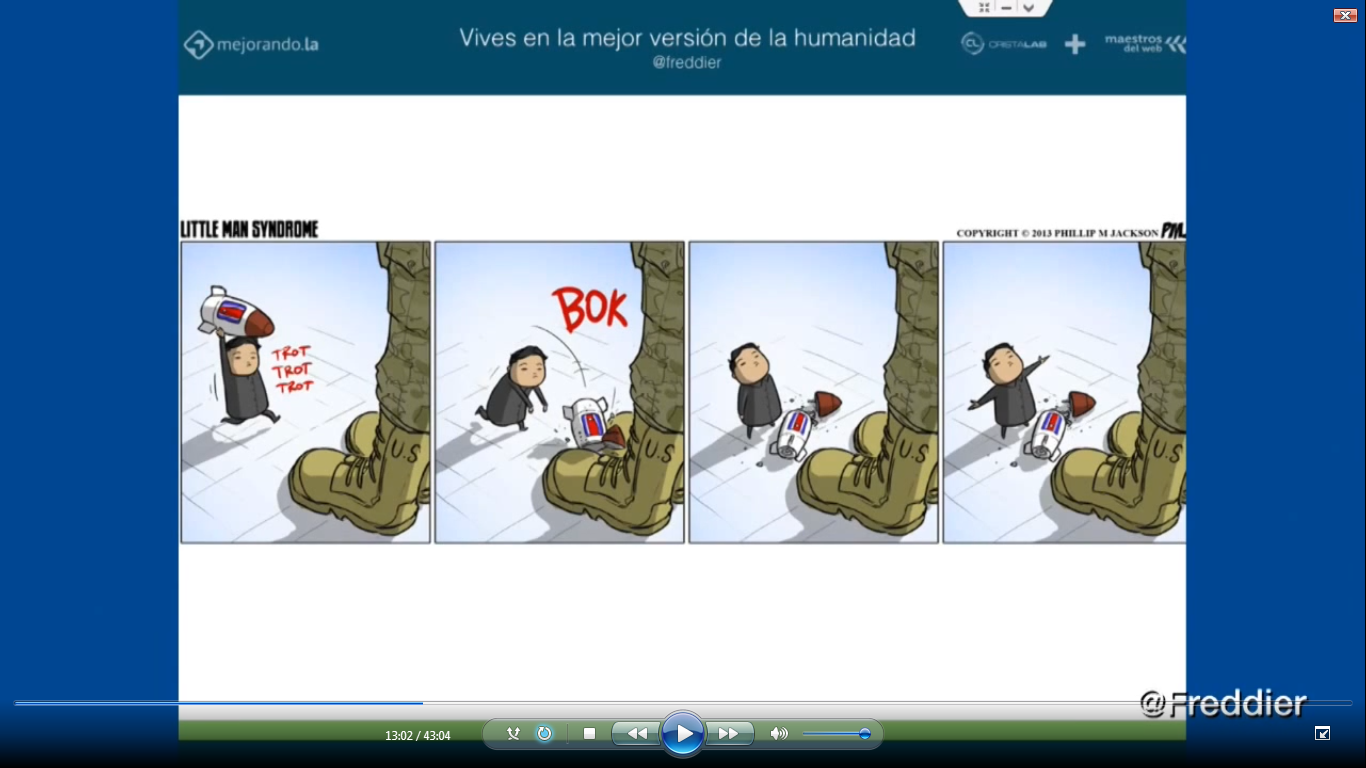 mejorando.la
Vives en la mejor versión de la humanidad
@freddier
CL CRISTALAB
maestros
del web
LITTLE MAN SYNDROME
COPYRIGHT © 2013 PHILLIP M JACKSON PMJ
TROT
TROT
TROT
U.S
BOK
U.S
U.S
U.S
@Freddier
13:02 / 43:04